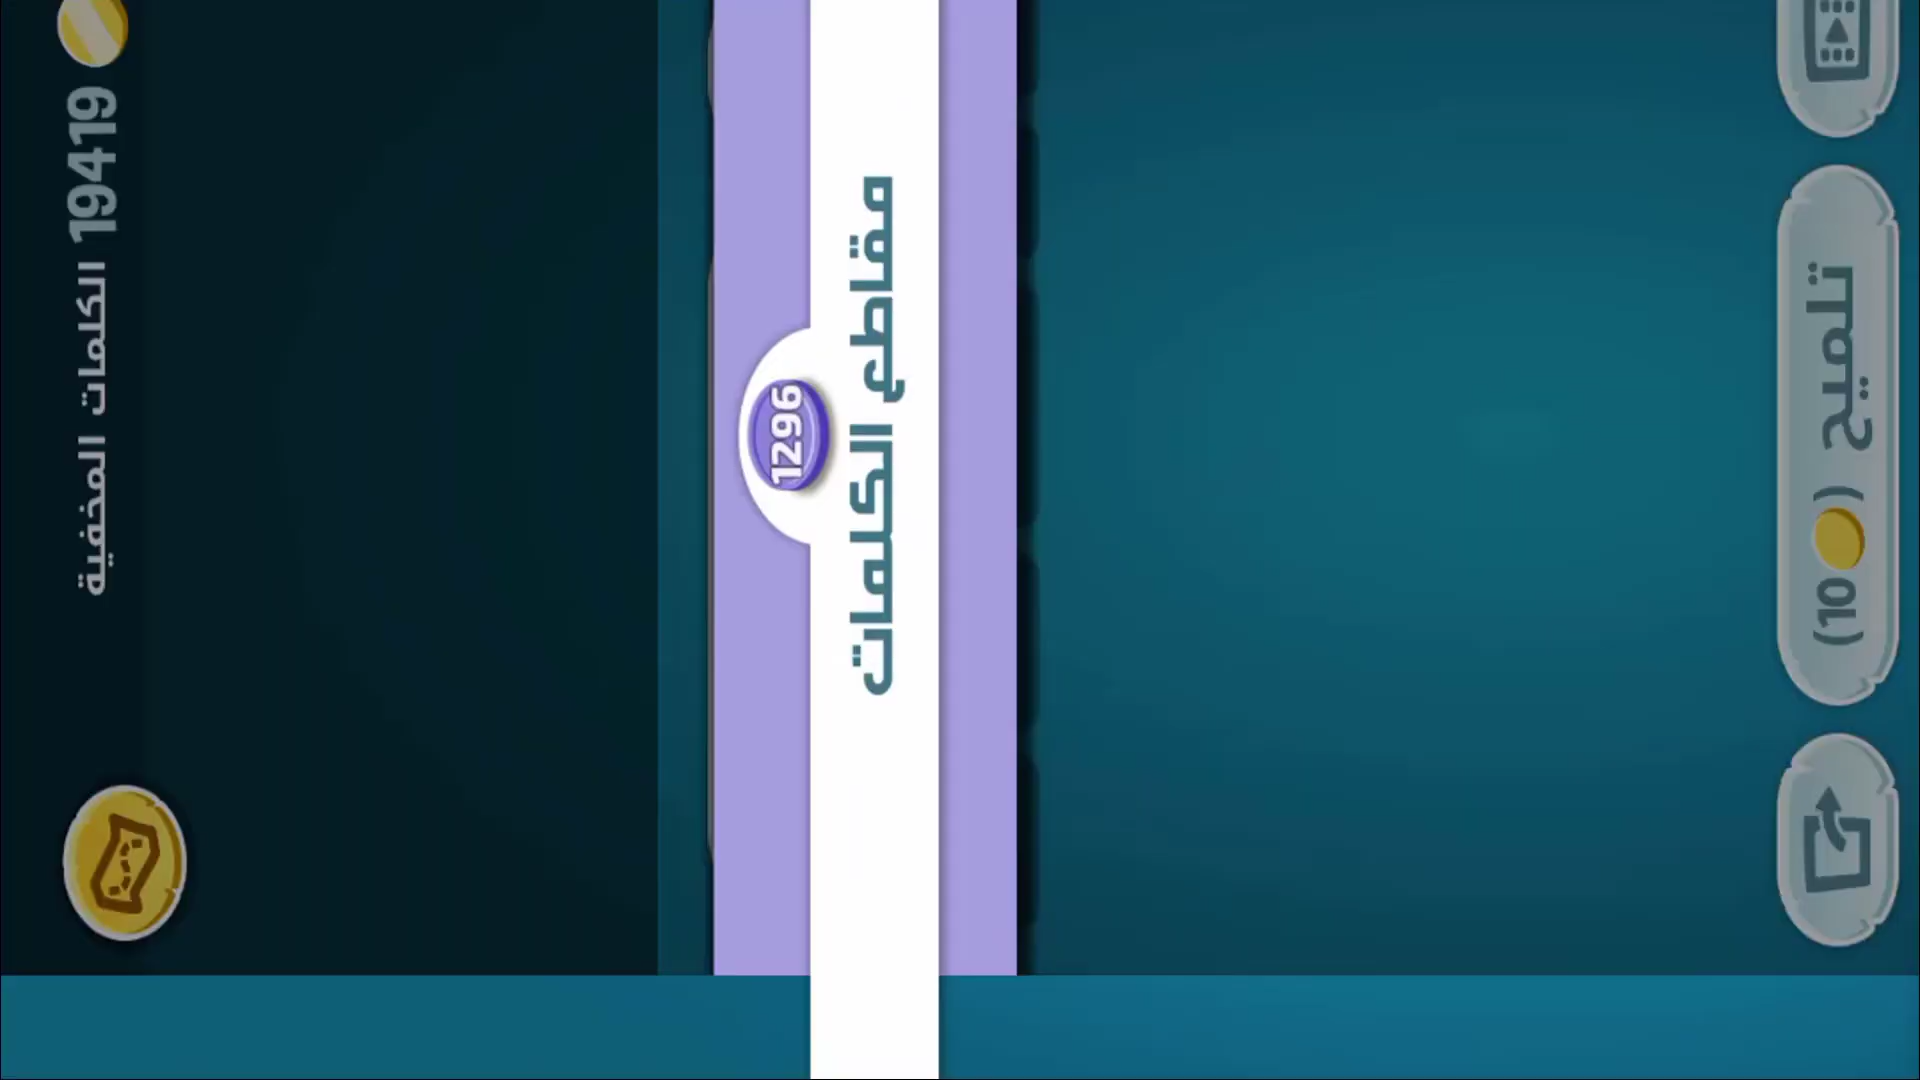 19419 الكلمات المخفية
1296
مقاطع الكلمات
تلميح (10)